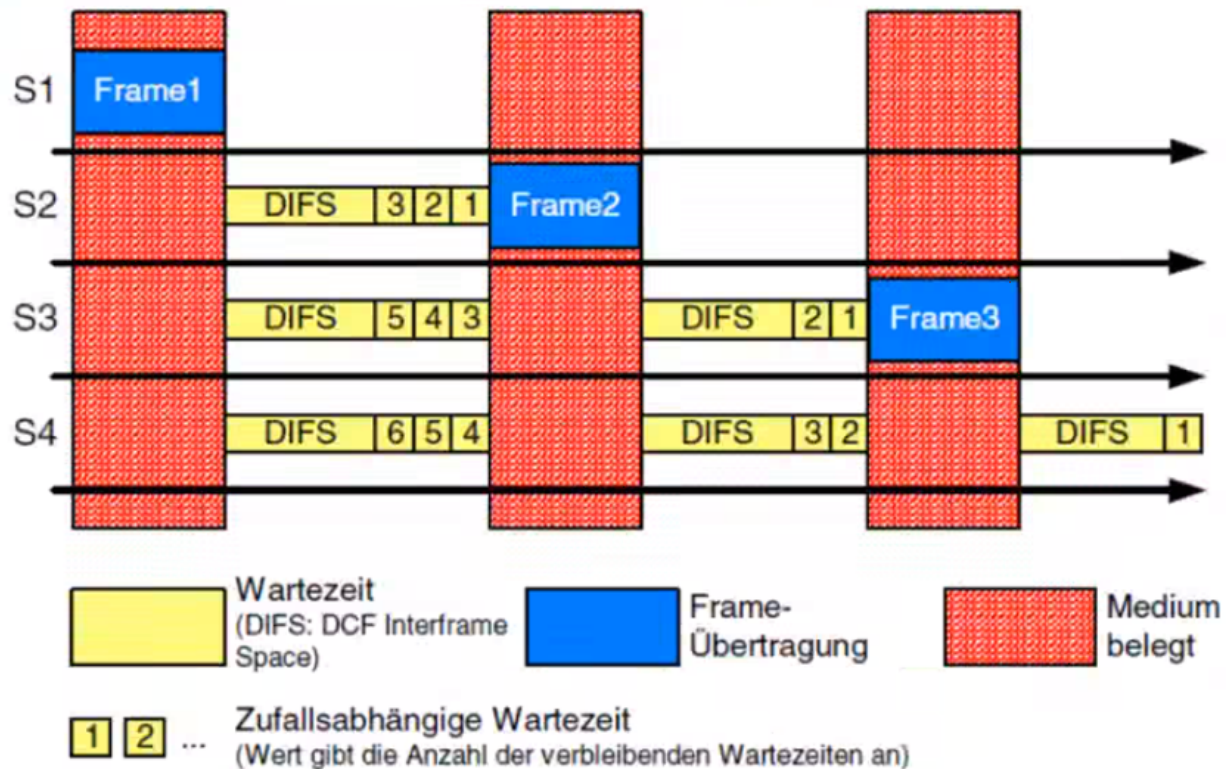 S1 Frame1
S2 DIFS 3 2 1 Frame2
S3 DIFS 5 4 3 DIFS 2 1 Frame3
S4 DIFS 6 5 4 DIFS 3 2 DIFS 1
Wartezeit
(DIFS: DCF Interframe
Space)
Frame-
Übertragung
Medium
belegt
1 2 ... Zufallsabhängige Wartezeit
(Wert gibt die Anzahl der verbleibenden Wartezeiten an)